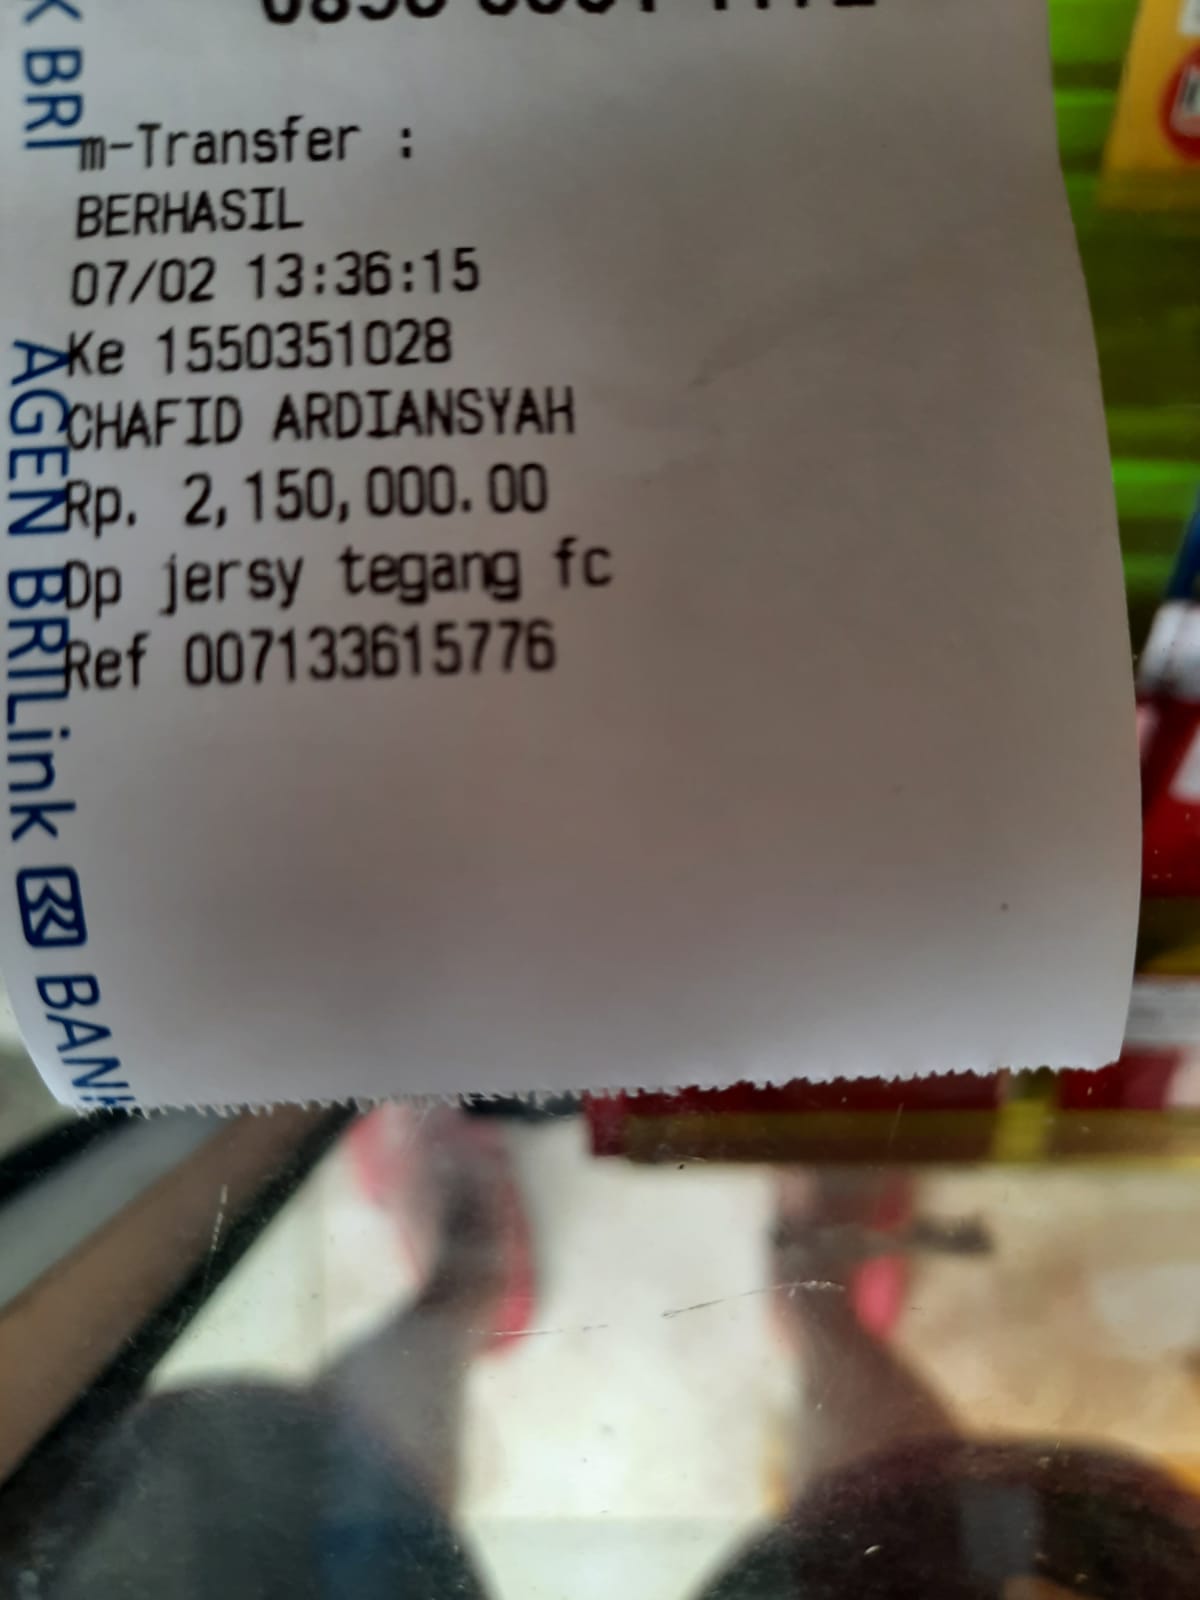 m-Transfer :
BERHASIL
07/02 13:36:15
Ke 1550351028
CHAFID ARDIANSYAH
Rp. 2,150,000.00
Dp jersy tegang fc
Ref 007133615776
K BRI
AGEN BRILink
BANK